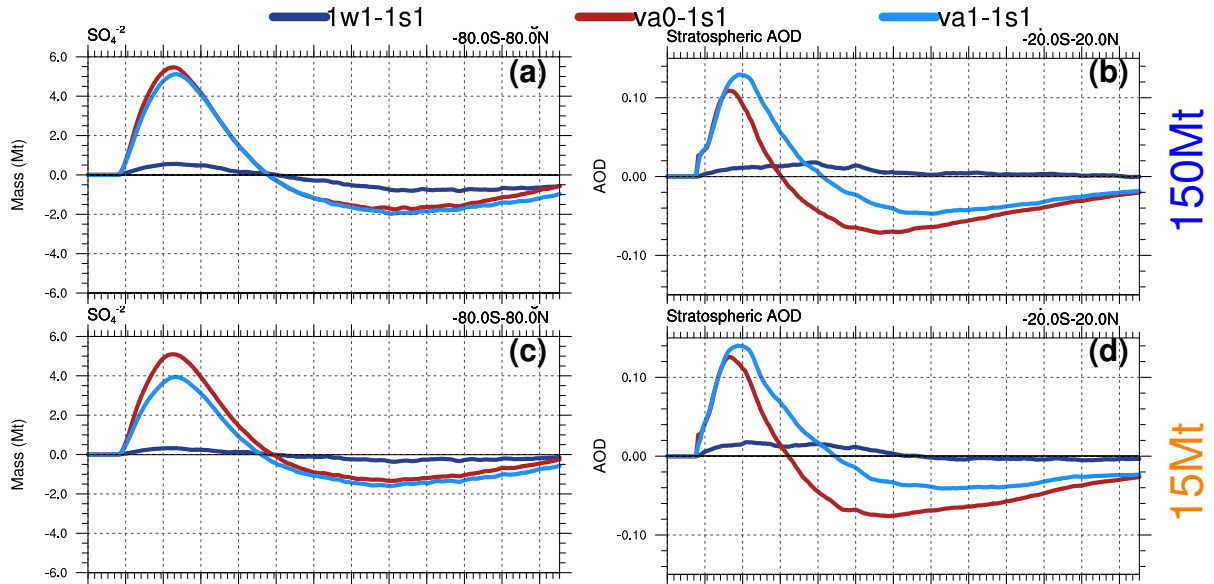 1w1-1s1 va0-1s1 va1-1s1
SO₄⁻² -80.0S-80.0N
(a)
6.0
4.0
2.0
0.0
-2.0
-4.0
-6.0
Mass (Mt)
Stratospheric AOD -20.0S-20.0N
(b)
0.10
0.00
-0.10
AOD
150Mt
SO₄⁻² -80.0S-80.0N
(c)
6.0
4.0
2.0
0.0
-2.0
-4.0
-6.0
Mass (Mt)
Stratospheric AOD -20.0S-20.0N
(d)
0.10
0.00
-0.10
AOD
15Mt